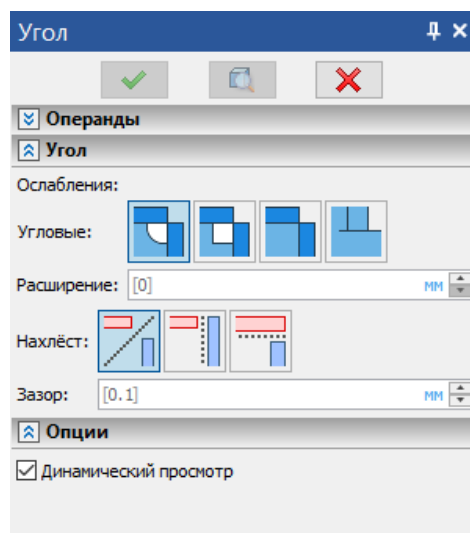 Угол
Операнды
Угол
Ослабления:
Угловые:
Расширение: [0] мм
Нахлёст:
Зазор: [0.1] мм
Опции
Динамический просмотр